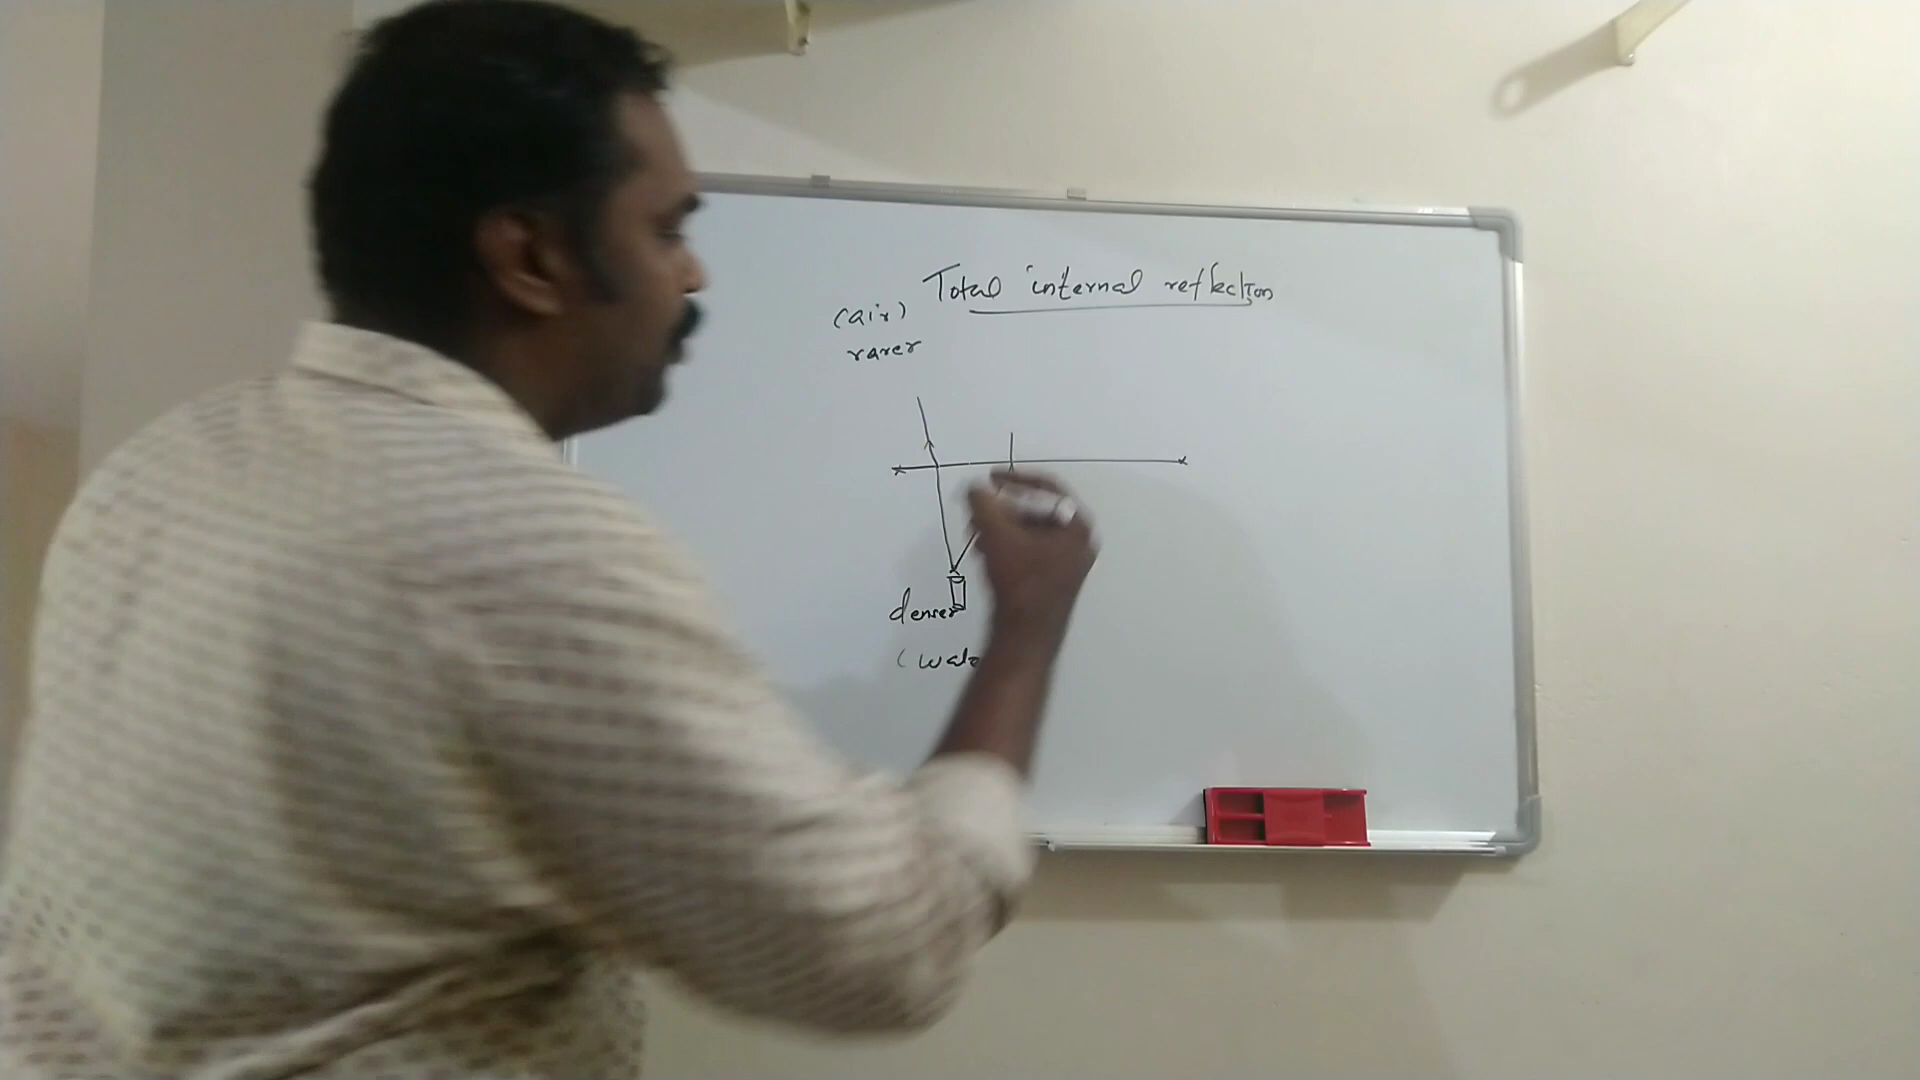 Total internal reflection
(air)
rarer
denser